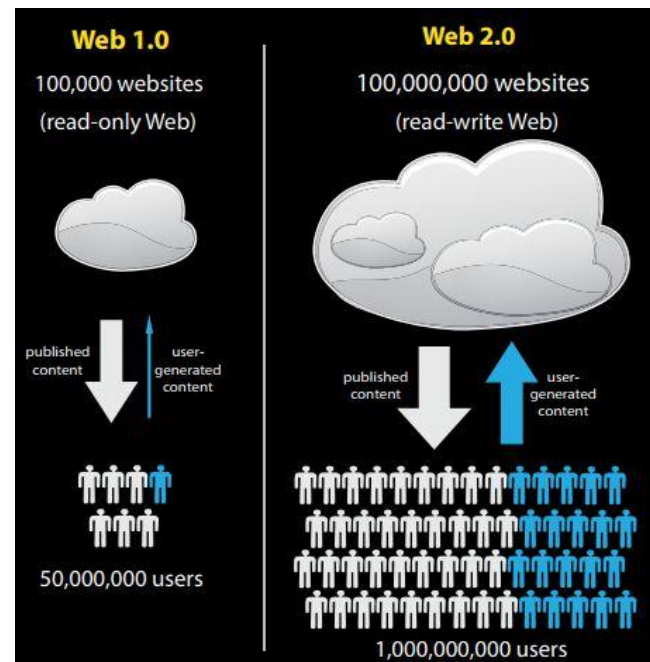 Web 1.0
100,000 websites
(read-only Web)
published
content
user-
generated
content
50,000,000 users
Web 2.0
100,000,000 websites
(read-write Web)
published
content
user-
generated
content
1,000,000,000 users